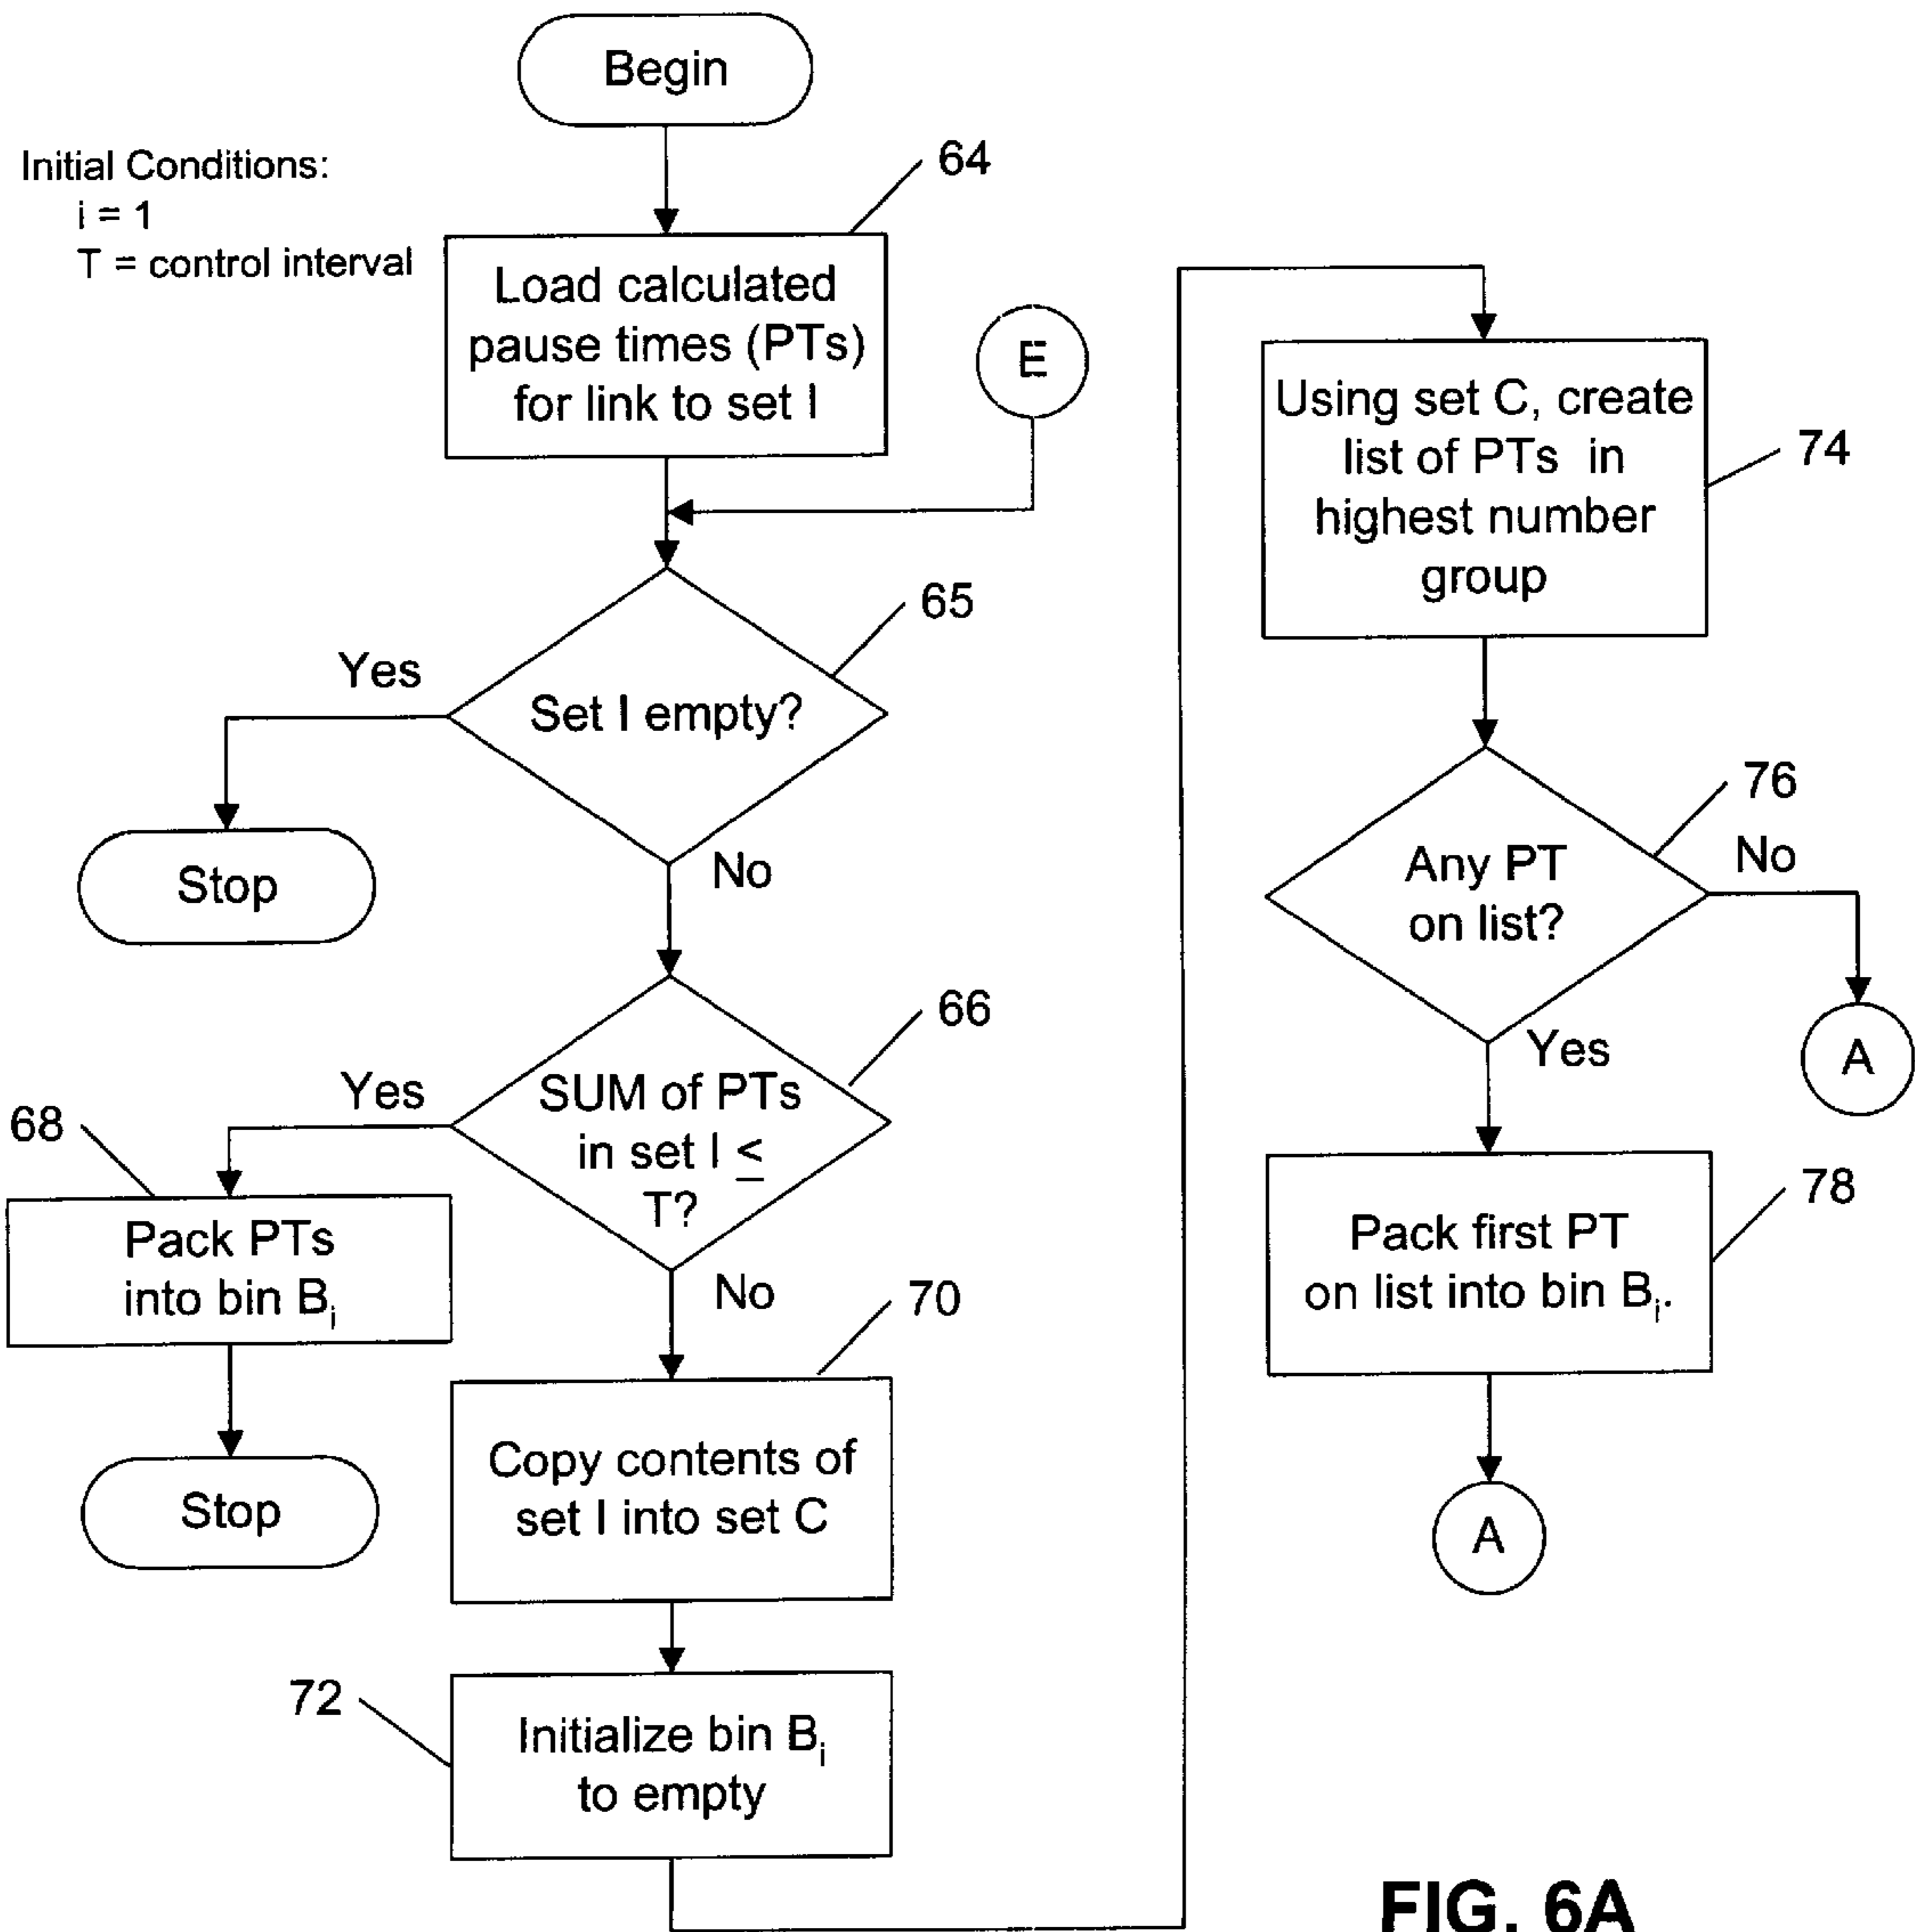 Begin
Initial Conditions:
i = 1
T = control interval
64
Load calculated
pause times (PTs)
for link to set I
E
65
Yes
Set I empty?
Stop
No
66
Yes
SUM of PTs
in set I ≤
T?
68
Pack PTs
into bin Bi
Stop
No
70
Copy contents of
set I into set C
72
Initialize bin Bi
to empty
Using set C, create
list of PTs in
highest number
group
74
76
Any PT
on list?
No
A
Yes
78
Pack first PT
on list into bin Bi.
A
FIG. 6A